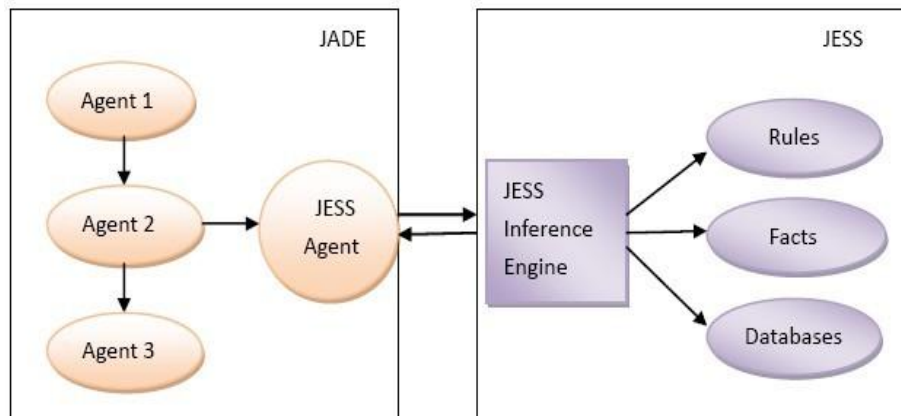 JADE
Agent 1
Agent 2
Agent 3
JESS
Agent
JESS
JESS
Inference
Engine
Rules
Facts
Databases